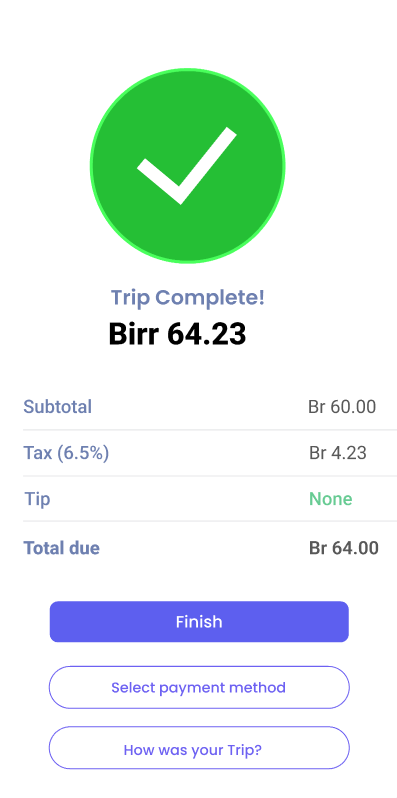 Trip Complete!
Birr 64.23
Subtotal Br 60.00
Tax (6.5%) Br 4.23
Tip None
Total due Br 64.00
Finish
Select payment method
How was your Trip?